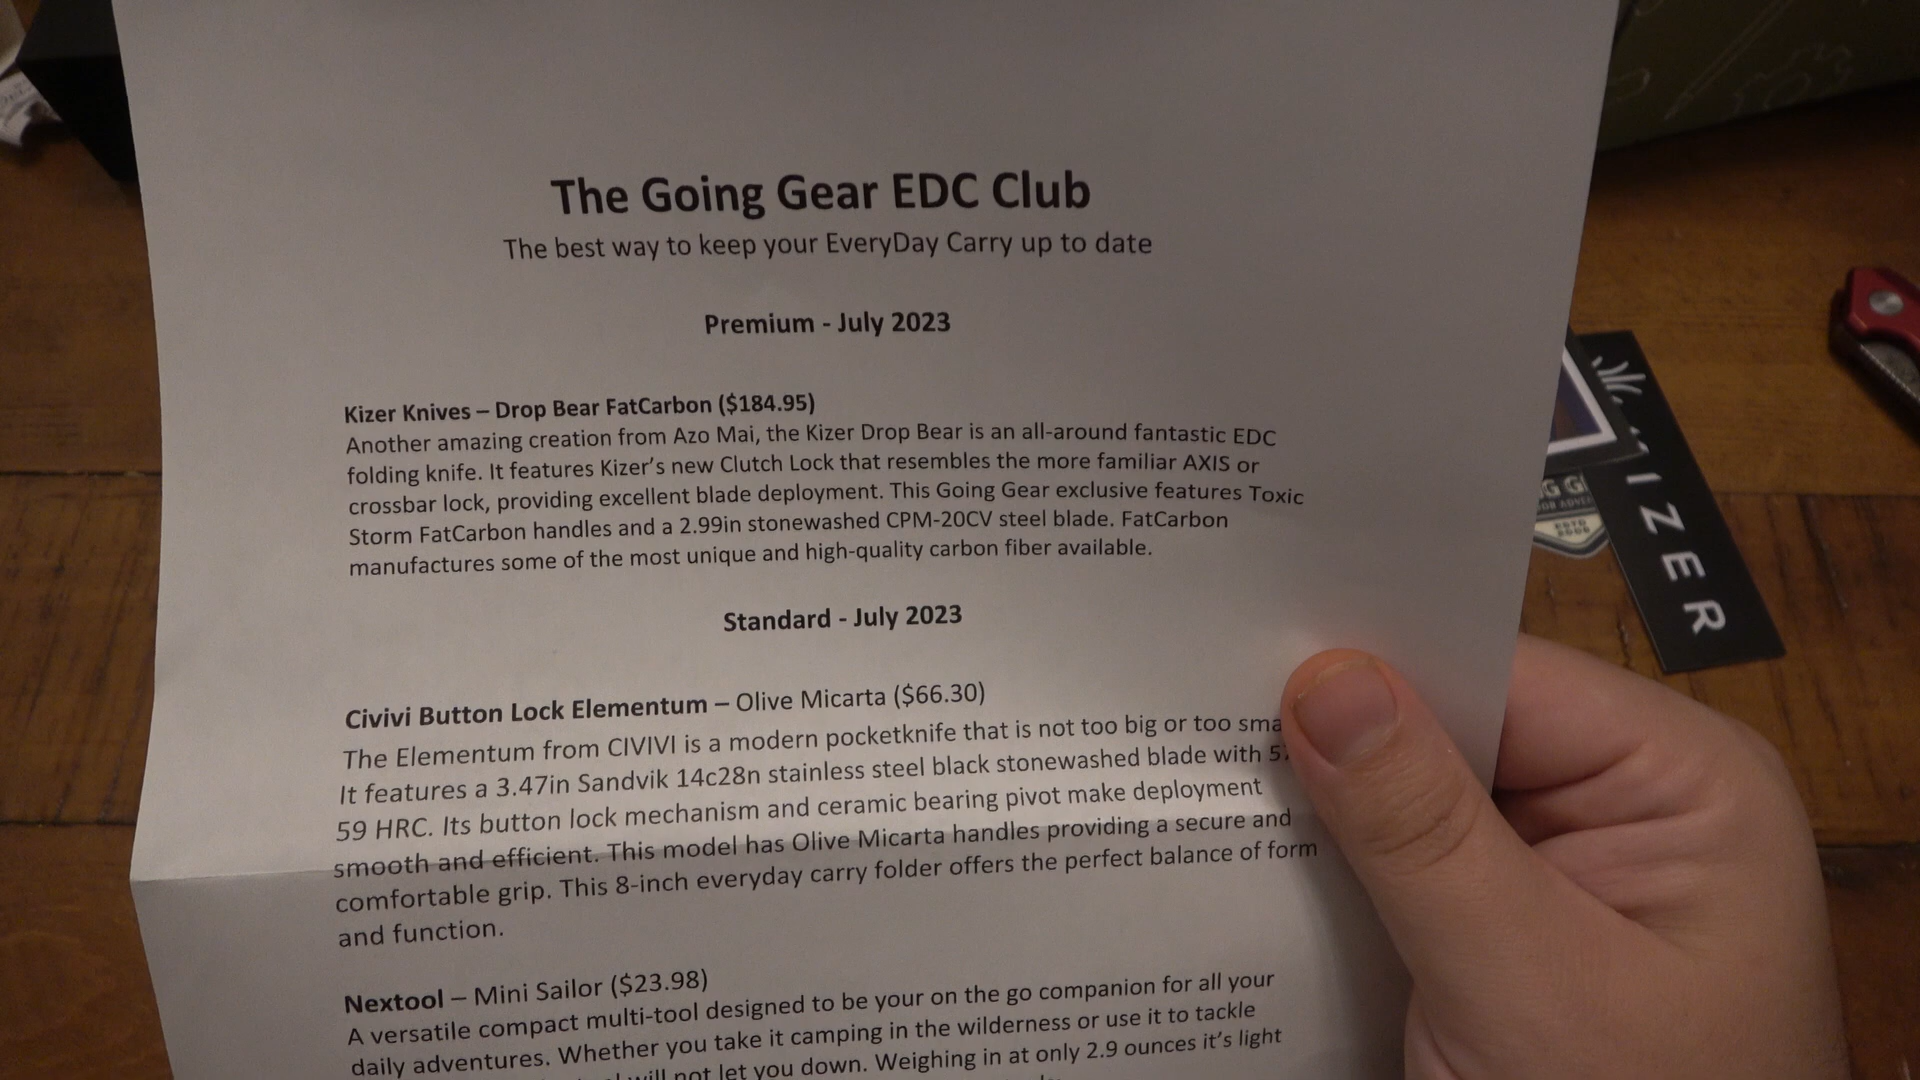 The Going Gear EDC Club
The best way to keep your EveryDay Carry up to date
Premium - July 2023
Kizer Knives – Drop Bear FatCarbon ($184.95)
Another amazing creation from Azo Mai, the Kizer Drop Bear is an all-around fantastic EDC
folding knife. It features Kizer's new Clutch Lock that resembles the more familiar AXIS or
crossbar lock, providing excellent blade deployment. This Going Gear exclusive features Toxic
Storm FatCarbon handles and a 2.99in stonewashed CPM-20CV steel blade. FatCarbon
manufactures some of the most unique and high-quality carbon fiber available.
Standard - July 2023
Civivi Button Lock Elementum – Olive Micarta ($66.30)
The Elementum from CIVIVI is a modern pocketknife that is not too big or too sma
It features a 3.47in Sandvik 14c28n stainless steel black stonewashed blade with
59 HRC. Its button lock mechanism and ceramic bearing pivot make deployment
smooth and efficient. This model has Olive Micarta handles providing a secure and
comfortable grip. This 8-inch everyday carry folder offers the perfect balance of form
and function.
Nextool – Mini Sailor ($23.98)
A versatile compact multi-tool designed to be your on the go companion for all your
daily adventures. Whether you take it camping in the wilderness or use it to tackle
will not let you down. Weighing in at only 2.9 ounces it's light
IZER
G G